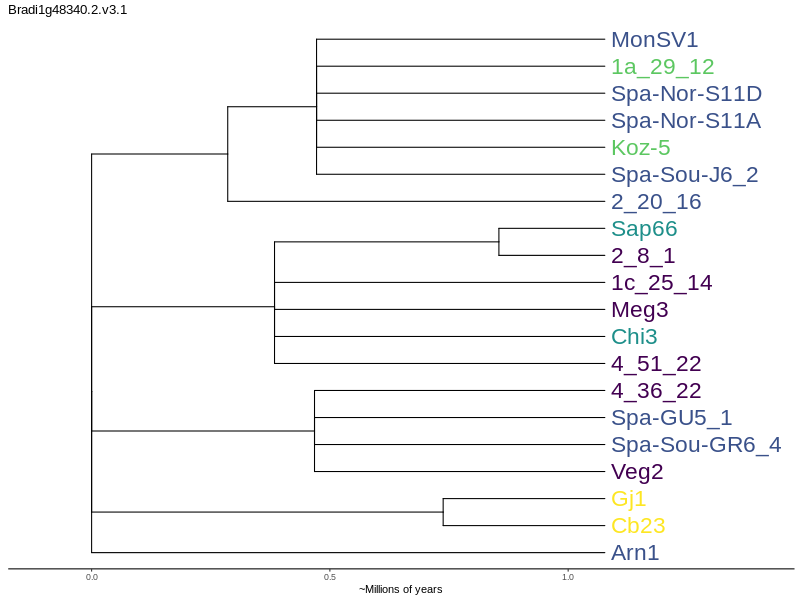 Bradi1g48340.2.v3.1
MonSV1
1a_29_12
Spa-Nor-S11D
Spa-Nor-S11A
Koz-5
Spa-Sou-J6_2
2_20_16
Sap66
2_8_1
1c_25_14
Meg3
Chi3
4_51_22
4_36_22
Spa-GU5_1
Spa-Sou-GR6_4
Veg2
Gj1
Cb23
Arn1
0.0 0.5 1.0
~Millions of years